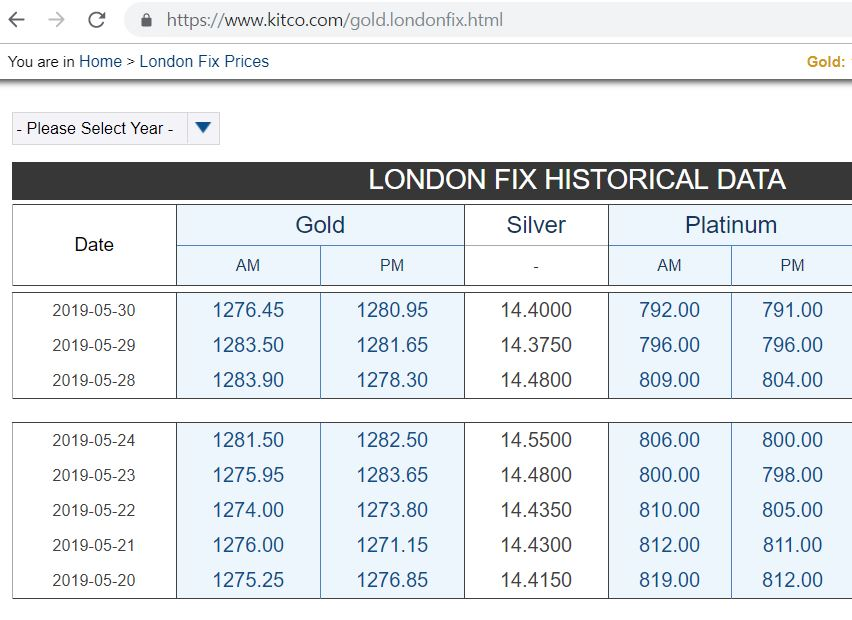 https://www.kitco.com/gold.londonfix.html
You are in Home > London Fix Prices Gold:
- Please Select Year -
LONDON FIX HISTORICAL DATA
Date Gold Silver Platinum
AM PM - AM PM
2019-05-30 1276.45 1280.95 14.4000 792.00 791.00
2019-05-29 1283.50 1281.65 14.3750 796.00 796.00
2019-05-28 1283.90 1278.30 14.4800 809.00 804.00
2019-05-24 1281.50 1282.50 14.5500 806.00 800.00
2019-05-23 1275.95 1283.65 14.4800 800.00 798.00
2019-05-22 1274.00 1273.80 14.4350 810.00 805.00
2019-05-21 1276.00 1271.15 14.4300 812.00 811.00
2019-05-20 1275.25 1276.85 14.4150 819.00 812.00